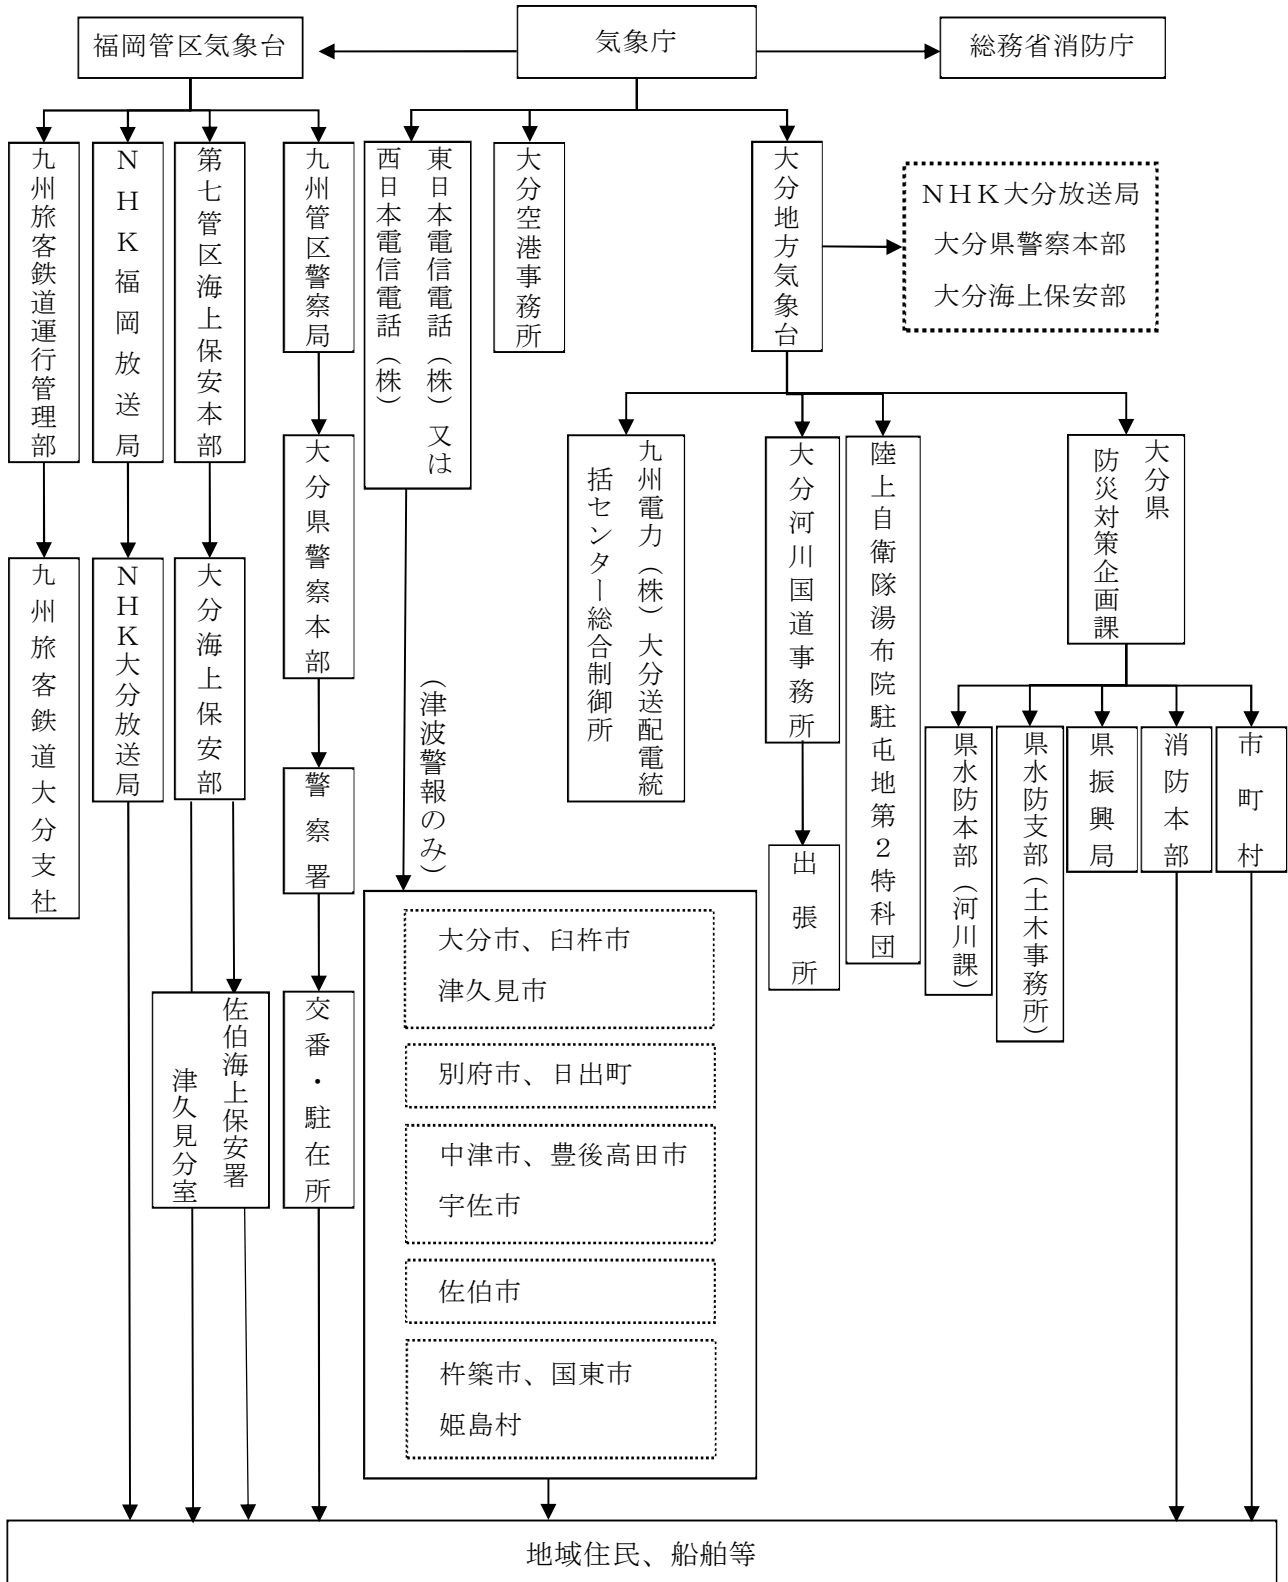 福岡管区気象台
気象庁
総務省消防庁
九州旅客鉄道運行管理部
ＮＨＫ福岡放送局
第七管区海上保安本部
九州管区警察局
東日本電信電話（株）又は
西日本電信電話（株）
大分空港事務所
大分地方気象台
ＮＨＫ大分放送局
大分県警察本部
大分海上保安部
九州旅客鉄道大分支社
ＮＨＫ大分放送局
大分海上保安部
大分県警察本部
（津波警報のみ）
九州電力（株）大分送配電統
括センター総合制御所
大分河川国道事務所
陸上自衛隊湯布院駐屯地第２特科団
大分県
防災対策企画課
警察署
出張所
県水防本部（河川課）
県水防支部（土木事務所）
県振興局
消防本部
市町村
佐伯海上保安署
津久見分室
交番・駐在所
大分市、臼杵市
津久見市
別府市、日出町
中津市、豊後高田市
宇佐市
佐伯市
杵築市、国東市
姫島村
地域住民、船舶等